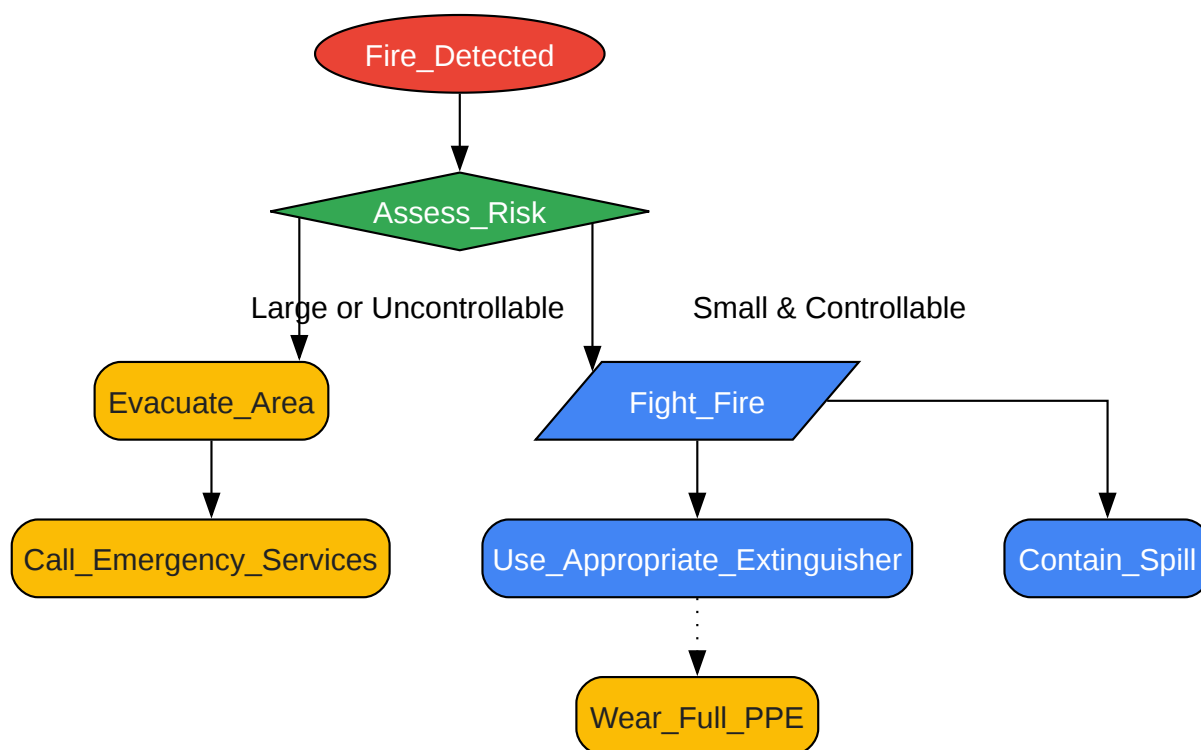 Fire_Detected
Assess_Risk
Large or Uncontrollable
Small & Controllable
Evacuate_Area
Fight_Fire
Call_Emergency_Services
Use_Appropriate_Extinguisher
Contain_Spill
Wear_Full_PPE